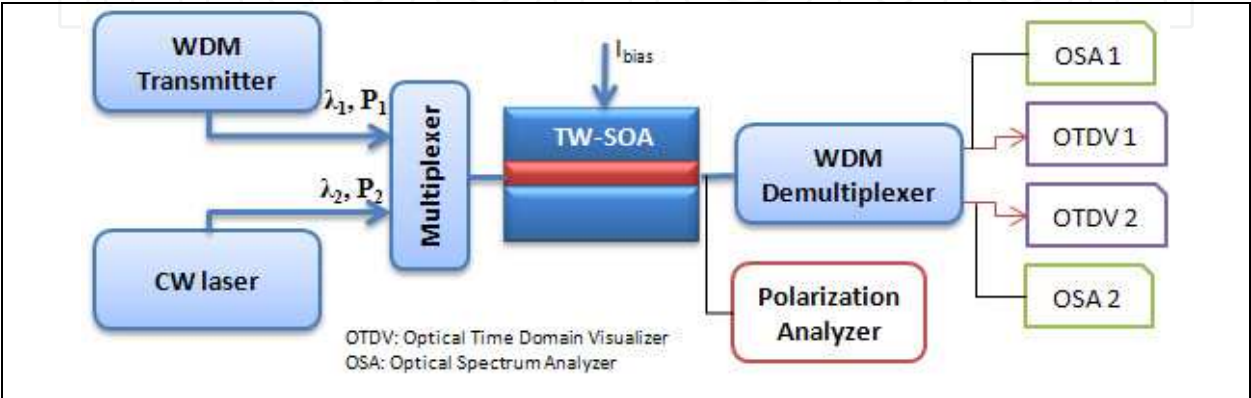 WDM
Transmitter
λ₁, P₁
λ₂, P₂
CW laser
Multiplexer
I bias
TW-SOA
WDM
Demultiplexer
Polarization
Analyzer
OSA 1
OTDV 1
OTDV 2
OSA 2
OTDV: Optical Time Domain Visualizer
OSA: Optical Spectrum Analyzer